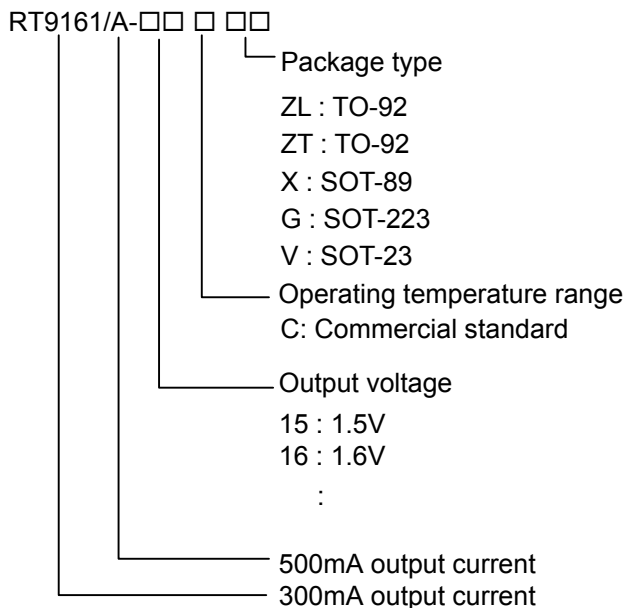 RT9161/A-□□ □ □□
Package type
ZL : TO-92
ZT : TO-92
X : SOT-89
G : SOT-223
V : SOT-23
Operating temperature range
C: Commercial standard
Output voltage
15 : 1.5V
16 : 1.6V
:
500mA output current
300mA output current